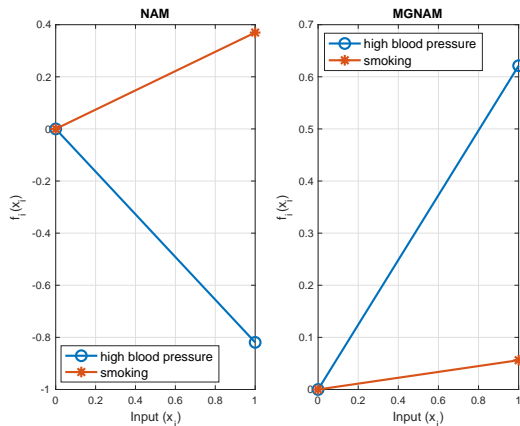 NAM
0.4
0.2
0
-0.2
-0.4
-0.6
-0.8
-1
f_i(x_i)
high blood pressure
smoking
0 0.2 0.4 0.6 0.8 1
Input (x_i)
MGNAM
0.7
0.6
0.5
0.4
0.3
0.2
0.1
0
f_i(x_i)
high blood pressure
smoking
0 0.2 0.4 0.6 0.8 1
Input (x_i)